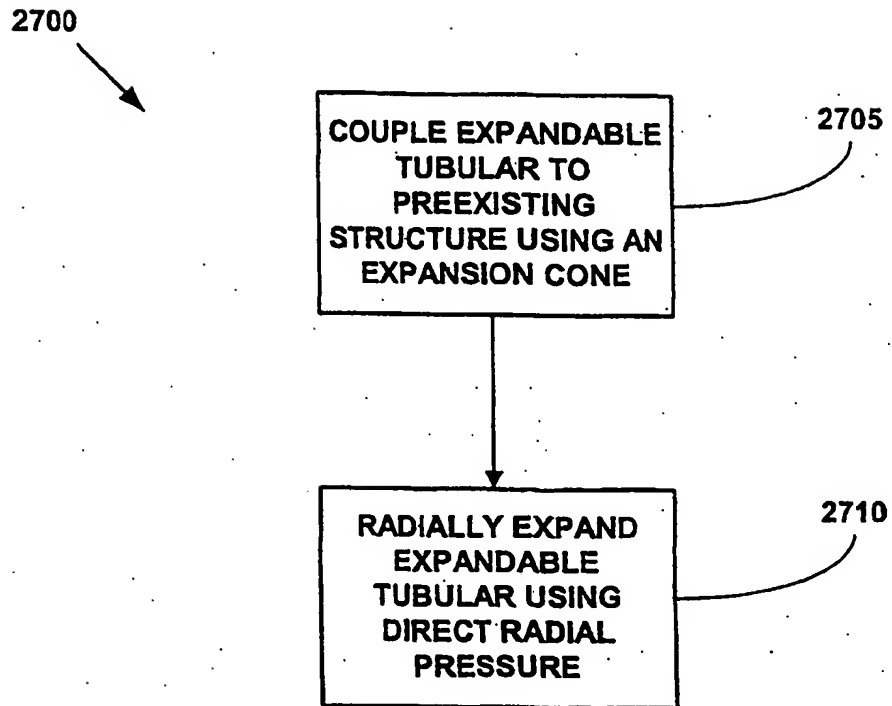 2700
COUPLE EXPANDABLE
TUBULAR TO
PREEXISTING
STRUCTURE USING AN
EXPANSION CONE
2705
RADIALLY EXPAND
EXPANDABLE
TUBULAR USING
DIRECT RADIAL
PRESSURE
2710